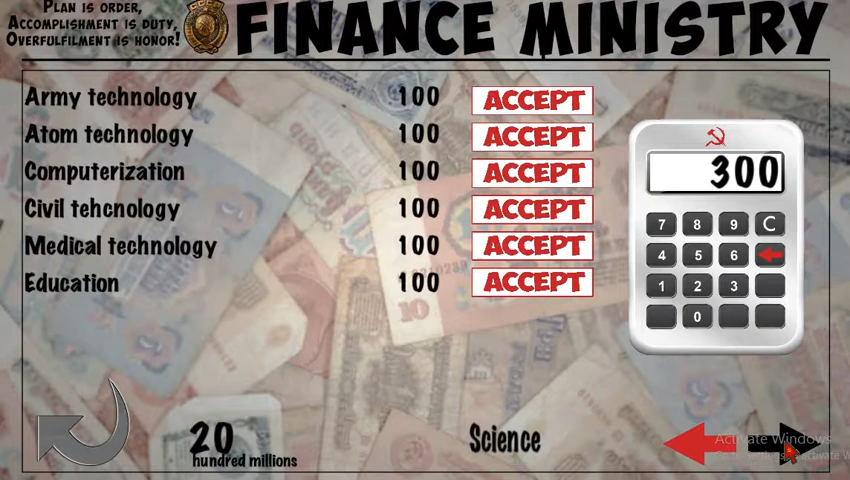 Plan is order,
Accomplishment is duty,
Overfulfilment is honor!
FINANCE MINISTRY
Army technology 100 ACCEPT
Atom technology 100 ACCEPT
Computerization 100 ACCEPT
Civil tehcnology 100 ACCEPT
Medical technology 100 ACCEPT
Education 100 ACCEPT
300
7 8 9 C
4 5 6
1 2 3
0
10
20
hundred millions
Science
Activate Windows